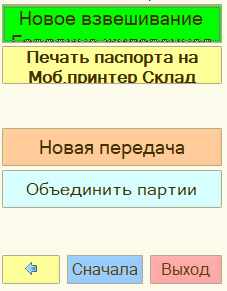 Новое взвешивание
Печать паспорта на
Моб.принтер Склад
Новая передача
Объединить партии
Сначала
Выход